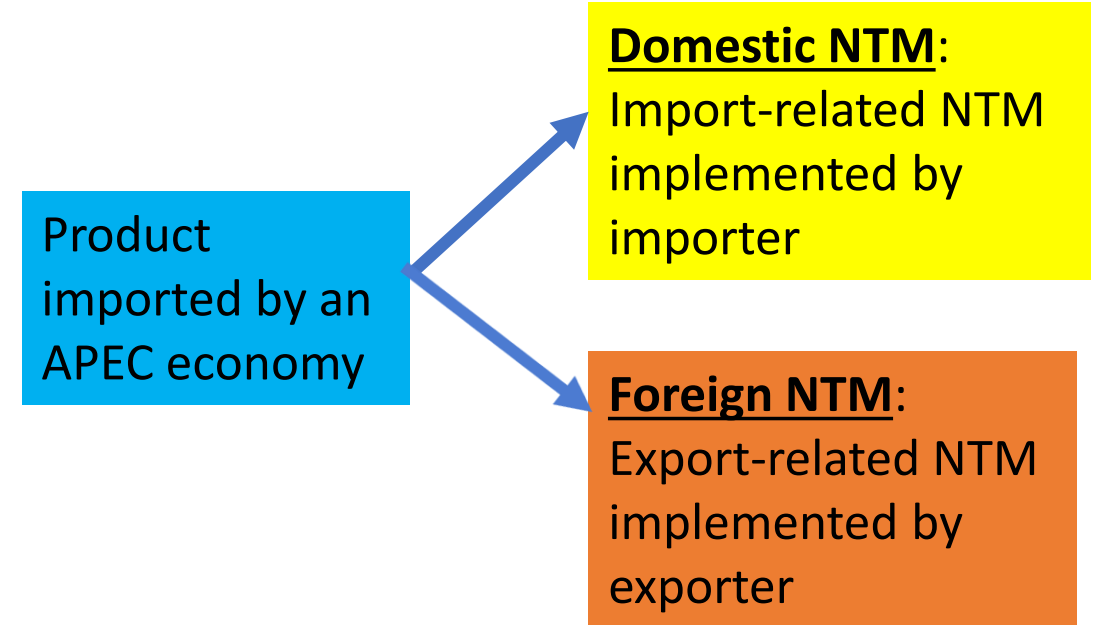 Product
imported by an
APEC economy
Domestic NTM:
Import-related NTM
implemented by
importer
Foreign NTM:
Export-related NTM
implemented by
exporter